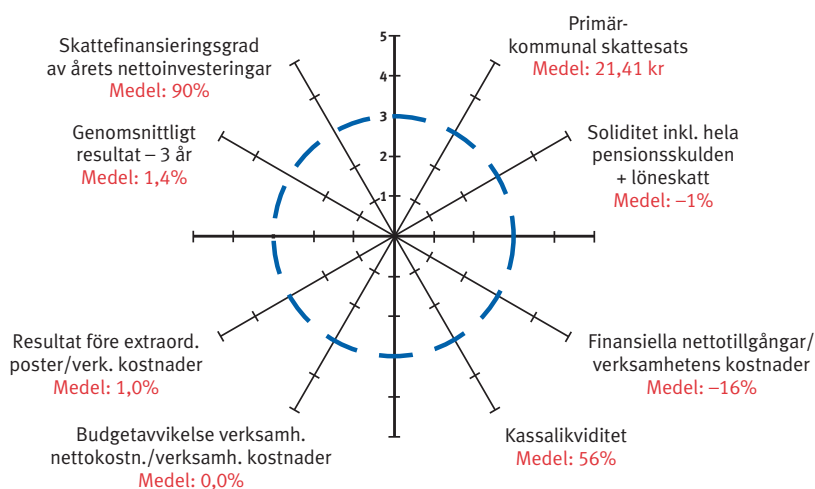 Primär-
kommunal skattesats
Medel: 21,41 kr
Skattefinansieringsgrad
av årets nettoinvesteringar
Medel: 90%
5
4
3
2
1
Genomsnittligt
resultat – 3 år
Medel: 1,4%
Soliditet inkl. hela
pensionsskulden
+ löneskatt
Medel: –1%
Resultat före extraord.
poster/verk. kostnader
Medel: 1,0%
Finansiella nettotillgångar/
verksamhetens kostnader
Medel: –16%
Budgetavvikelse verksamh.
nettokostn./verksamh. kostnader
Medel: 0,0%
Kassalikviditet
Medel: 56%